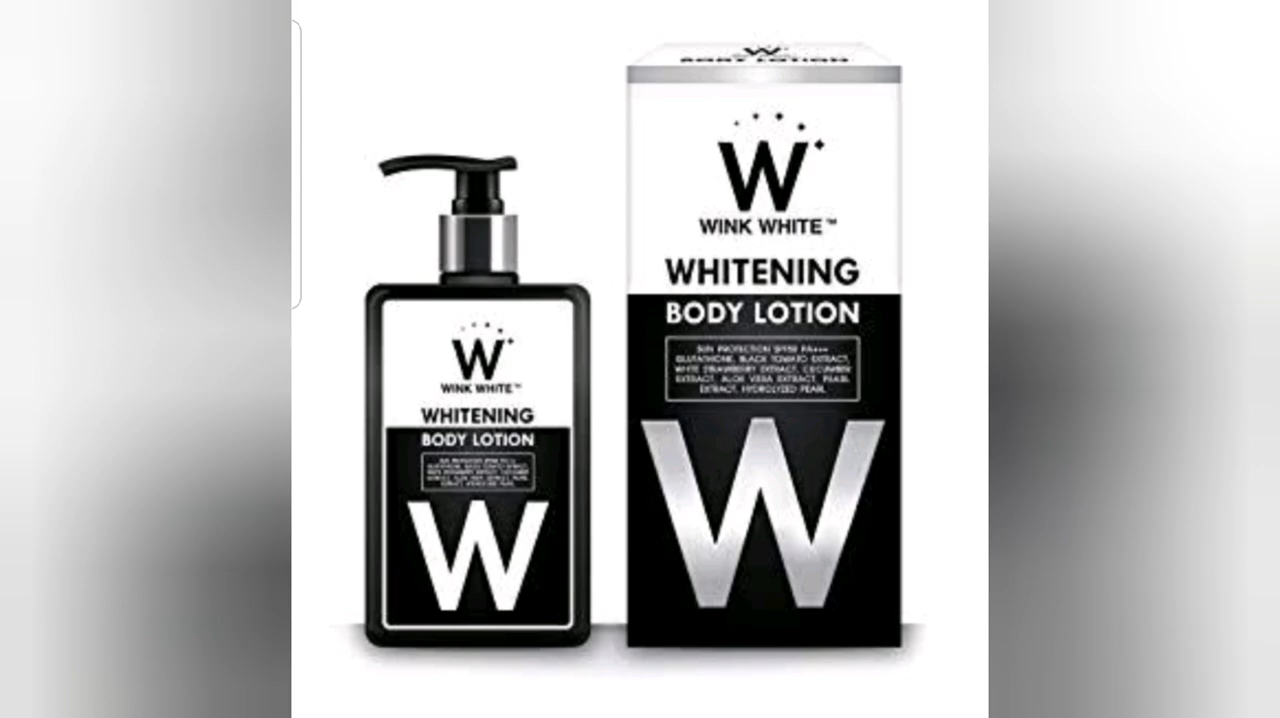 W
WINK WHITE™
WHITENING
BODY LOTION
W
W
BODY LOTION
W
WINK WHITE™
WHITENING
BODY LOTION
SUN PROTECTION SPF50 PA+++
GLUTATHIONE, BLACK TOMATO EXTRACT,
WHITE STRAWBERRY EXTRACT, CUCUMBER
EXTRACT, ALOE VERA EXTRACT, PEARL
EXTRACT, HYDROLYZED PEARL
W